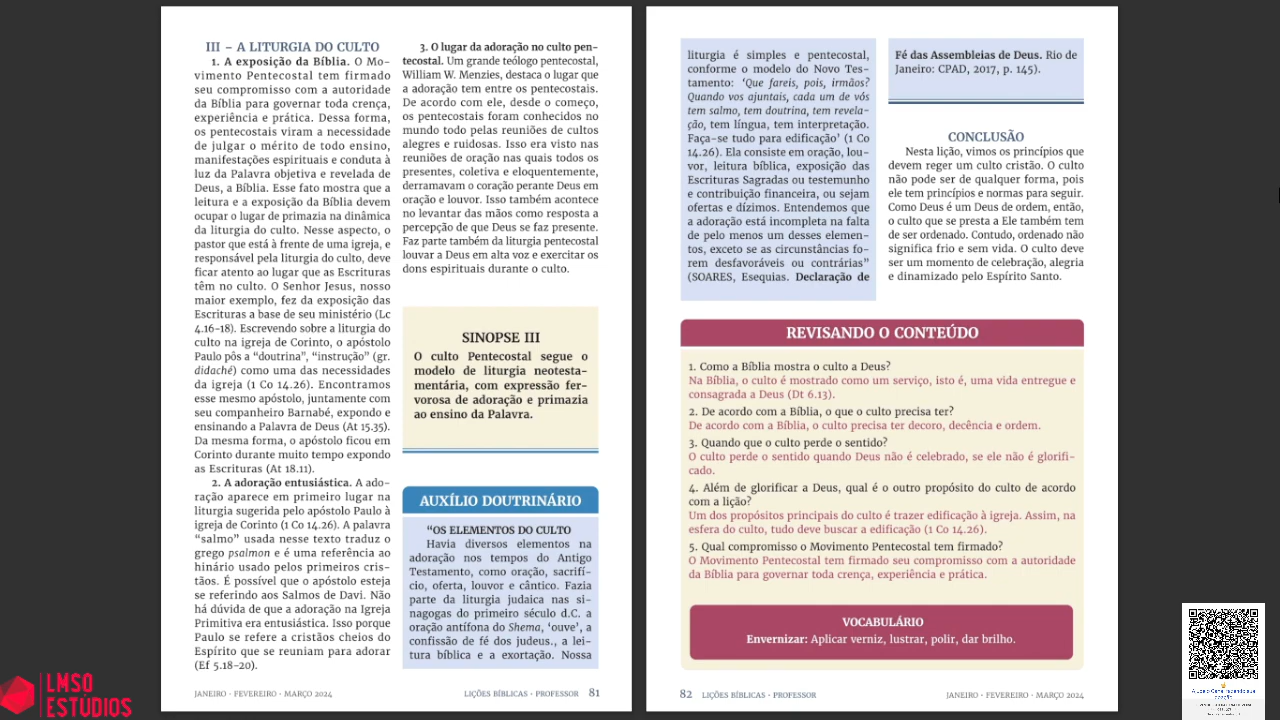 III – A LITURGIA DO CULTO
1. A exposição da Bíblia. O Mo-
vimento Pentecostal tem firmado
seu compromisso com a autoridade
da Bíblia para governar toda crença,
experiência e prática. Dessa forma,
os pentecostais viram a necessidade
de julgar o mérito de todo ensino,
manifestações espirituais e conduta à
luz da Palavra objetiva e revelada de
Deus, a Bíblia. Esse fato mostra que a
leitura e a exposição da Bíblia devem
ocupar o lugar de primazia na dinâmica
da liturgia do culto. Nesse aspecto, o
pastor que está à frente de uma igreja, e
responsável pela liturgia do culto, deve
ficar atento ao lugar que as Escrituras
têm no culto. O Senhor Jesus, nosso
maior exemplo, fez da exposição das
Escrituras a base de seu ministério (Lc
4.16-18). Escrevendo sobre a liturgia do
culto na igreja de Corinto, o apóstolo
Paulo pôs a “doutrina”, “instrução” (gr.
didaché) como uma das necessidades
da igreja (1 Co 14.26). Encontramos
esse mesmo apóstolo, juntamente com
seu companheiro Barnabé, expondo e
ensinando a Palavra de Deus (At 15.35).
Da mesma forma, o apóstolo ficou em
Corinto durante muito tempo expondo
as Escrituras (At 18.11).
2. A adoração entusiástica. A ado-
ração aparece em primeiro lugar na
liturgia sugerida pelo apóstolo Paulo à
igreja de Corinto (1 Co 14.26). A palavra
“salmo” usada nesse texto traduz o
grego psalmon e é uma referência ao
hinário usado pelos primeiros cris-
tãos. É possível que o apóstolo esteja
se referindo aos Salmos de Davi. Não
há dúvida de que a adoração na Igreja
Primitiva era entusiástica. Isso porque
Paulo se refere a cristãos cheios do
Espírito que se reuniam para adorar
(Ef 5.18-20).
3. O lugar da adoração no culto pen-
tecostal. Um grande teólogo pentecostal,
William W. Menzies, destaca o lugar que
a adoração tem entre os pentecostais.
De acordo com ele, desde o começo,
os pentecostais foram conhecidos no
mundo todo pelas reuniões de cultos
alegres e ruidosas. Isso era visto nas
reuniões de oração nas quais todos os
presentes, coletiva e eloquentemente,
derramavam o coração perante Deus em
oração e louvor. Isso também acontece
no levantar das mãos como resposta a
percepção de que Deus se faz presente.
Faz parte também da liturgia pentecostal
louvar a Deus em alta voz e exercitar os
dons espirituais durante o culto.
SINOPSE III
O culto Pentecostal segue o
modelo de liturgia neotesta-
mentária, com expressão fer-
vorosa de adoração e primazia
ao ensino da Palavra.
AUXÍLIO DOUTRINÁRIO
“OS ELEMENTOS DO CULTO
Havia diversos elementos na
adoração nos tempos do Antigo
Testamento, como oração, sacrifí-
cio, oferta, louvor e cântico. Fazia
parte da liturgia judaica nas si-
nagogas do primeiro século d.C. a
oração antífona do Shema, ‘ouve’, a
confissão de fé dos judeus., a lei-
tura bíblica e a exortação. Nossa
JANEIRO · FEVEREIRO · MARÇO 2024
LIÇÕES BÍBLICAS · PROFESSOR 81
liturgia é simples e pentecostal,
conforme o modelo do Novo Tes-
tamento: ‘Que fareis, pois, irmãos?
Quando vos ajuntais, cada um de vós
tem salmo, tem doutrina, tem revela-
ção, tem língua, tem interpretação.
Faça-se tudo para edificação’ (1 Co
14.26). Ela consiste em oração, lou-
vor, leitura bíblica, exposição das
Escrituras Sagradas ou testemunho
e contribuição financeira, ou sejam
ofertas e dízimos. Entendemos que
a adoração está incompleta na falta
de pelo menos um desses elemen-
tos, exceto se as circunstâncias fo-
rem desfavoráveis ou contrárias”
(SOARES, Esequias. Declaração de
Fé das Assembleias de Deus. Rio de
Janeiro: CPAD, 2017, p. 145).
CONCLUSÃO
Nesta lição, vimos os princípios que
devem reger um culto cristão. O culto
não pode ser de qualquer forma, pois
ele tem princípios e normas para seguir.
Como Deus é um Deus de ordem, então,
o culto que se presta a Ele também tem
de ser ordenado. Contudo, ordenado não
significa frio e sem vida. O culto deve
ser um momento de celebração, alegria
e dinamizado pelo Espírito Santo.
REVISANDO O CONTEÚDO
1. Como a Bíblia mostra o culto a Deus?
Na Bíblia, o culto é mostrado como um serviço, isto é, uma vida entregue e
consagrada a Deus (Dt 6.13).
2. De acordo com a Bíblia, o que o culto precisa ter?
De acordo com a Bíblia, o culto precisa ter decoro, decência e ordem.
3. Quando que o culto perde o sentido?
O culto perde o sentido quando Deus não é celebrado, se ele não é glorifi-
cado.
4. Além de glorificar a Deus, qual é o outro propósito do culto de acordo
com a lição?
Um dos propósitos principais do culto é trazer edificação à igreja. Assim, na
esfera do culto, tudo deve buscar a edificação (1 Co 14.26).
5. Qual compromisso o Movimento Pentecostal tem firmado?
O Movimento Pentecostal tem firmado seu compromisso com a autoridade
da Bíblia para governar toda crença, experiência e prática.
VOCABULÁRIO
Envernizar: Aplicar verniz, lustrar, polir, dar brilho.
82 LIÇÕES BÍBLICAS · PROFESSOR
JANEIRO · FEVEREIRO · MARÇO 2024
LMSO
ESTÚDIOS